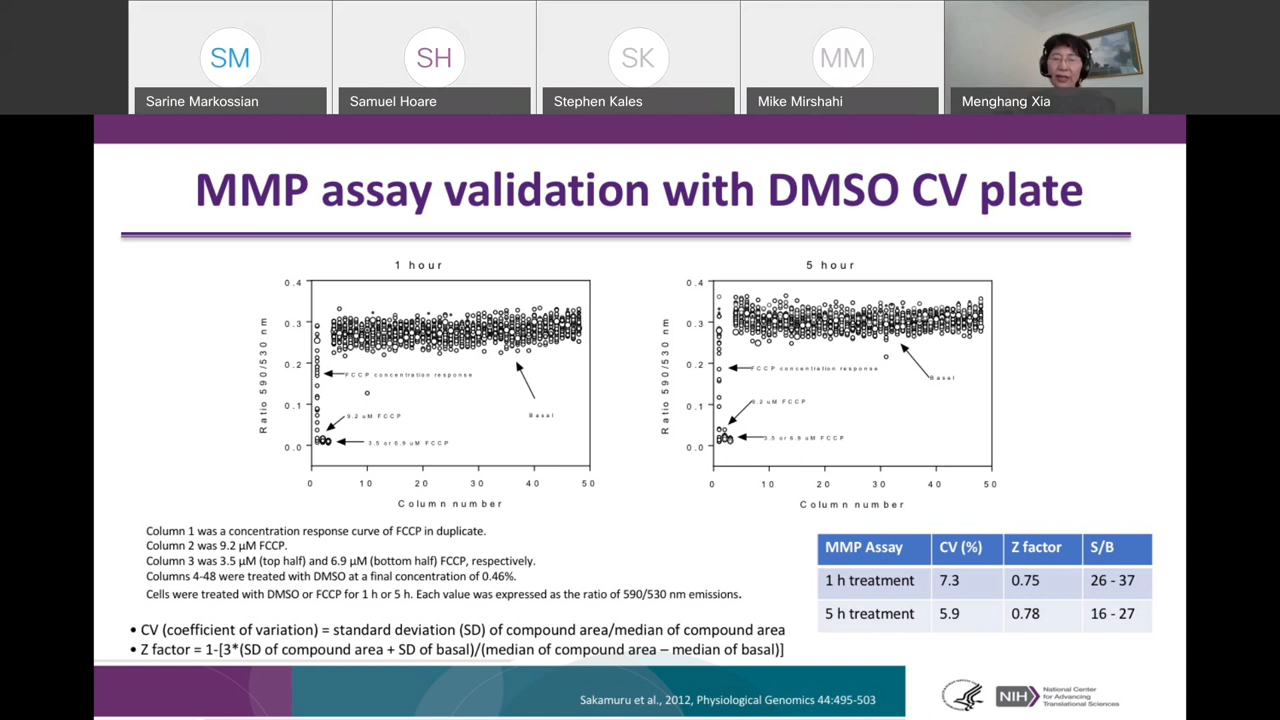 SM
SH
SK
MM
Sarine Markossian
Samuel Hoare
Stephen Kales
Mike Mirshahi
Menghang Xia
MMP assay validation with DMSO CV plate
1 hour
0.4
0.3
0.2
0.1
0.0
Ratio 590/530 nm
FCCP concentration response
9.2 uM FCCP
3.5 or 6.9 uM FCCP
Basal
0 10 20 30 40 50
Column number
5 hour
0.4
0.3
0.2
0.1
0.0
Ratio 590/530 nm
FCCP concentration response
9.2 uM FCCP
3.5 or 6.9 uM FCCP
Basal
0 10 20 30 40 50
Column number
Column 1 was a concentration response curve of FCCP in duplicate.
Column 2 was 9.2 µM FCCP.
Column 3 was 3.5 µM (top half) and 6.9 µM (bottom half) FCCP, respectively.
Columns 4-48 were treated with DMSO at a final concentration of 0.46%.
Cells were treated with DMSO or FCCP for 1 h or 5 h. Each value was expressed as the ratio of 590/530 nm emissions.
MMP Assay CV (%) Z factor S/B
1 h treatment 7.3 0.75 26 - 37
5 h treatment 5.9 0.78 16 - 27
• CV (coefficient of variation) = standard deviation (SD) of compound area/median of compound area
• Z factor = 1-[3*(SD of compound area + SD of basal)/(median of compound area – median of basal)]
Sakamuru et al., 2012, Physiological Genomics 44:495-503
NIH
National Center
for Advancing
Translational Sciences